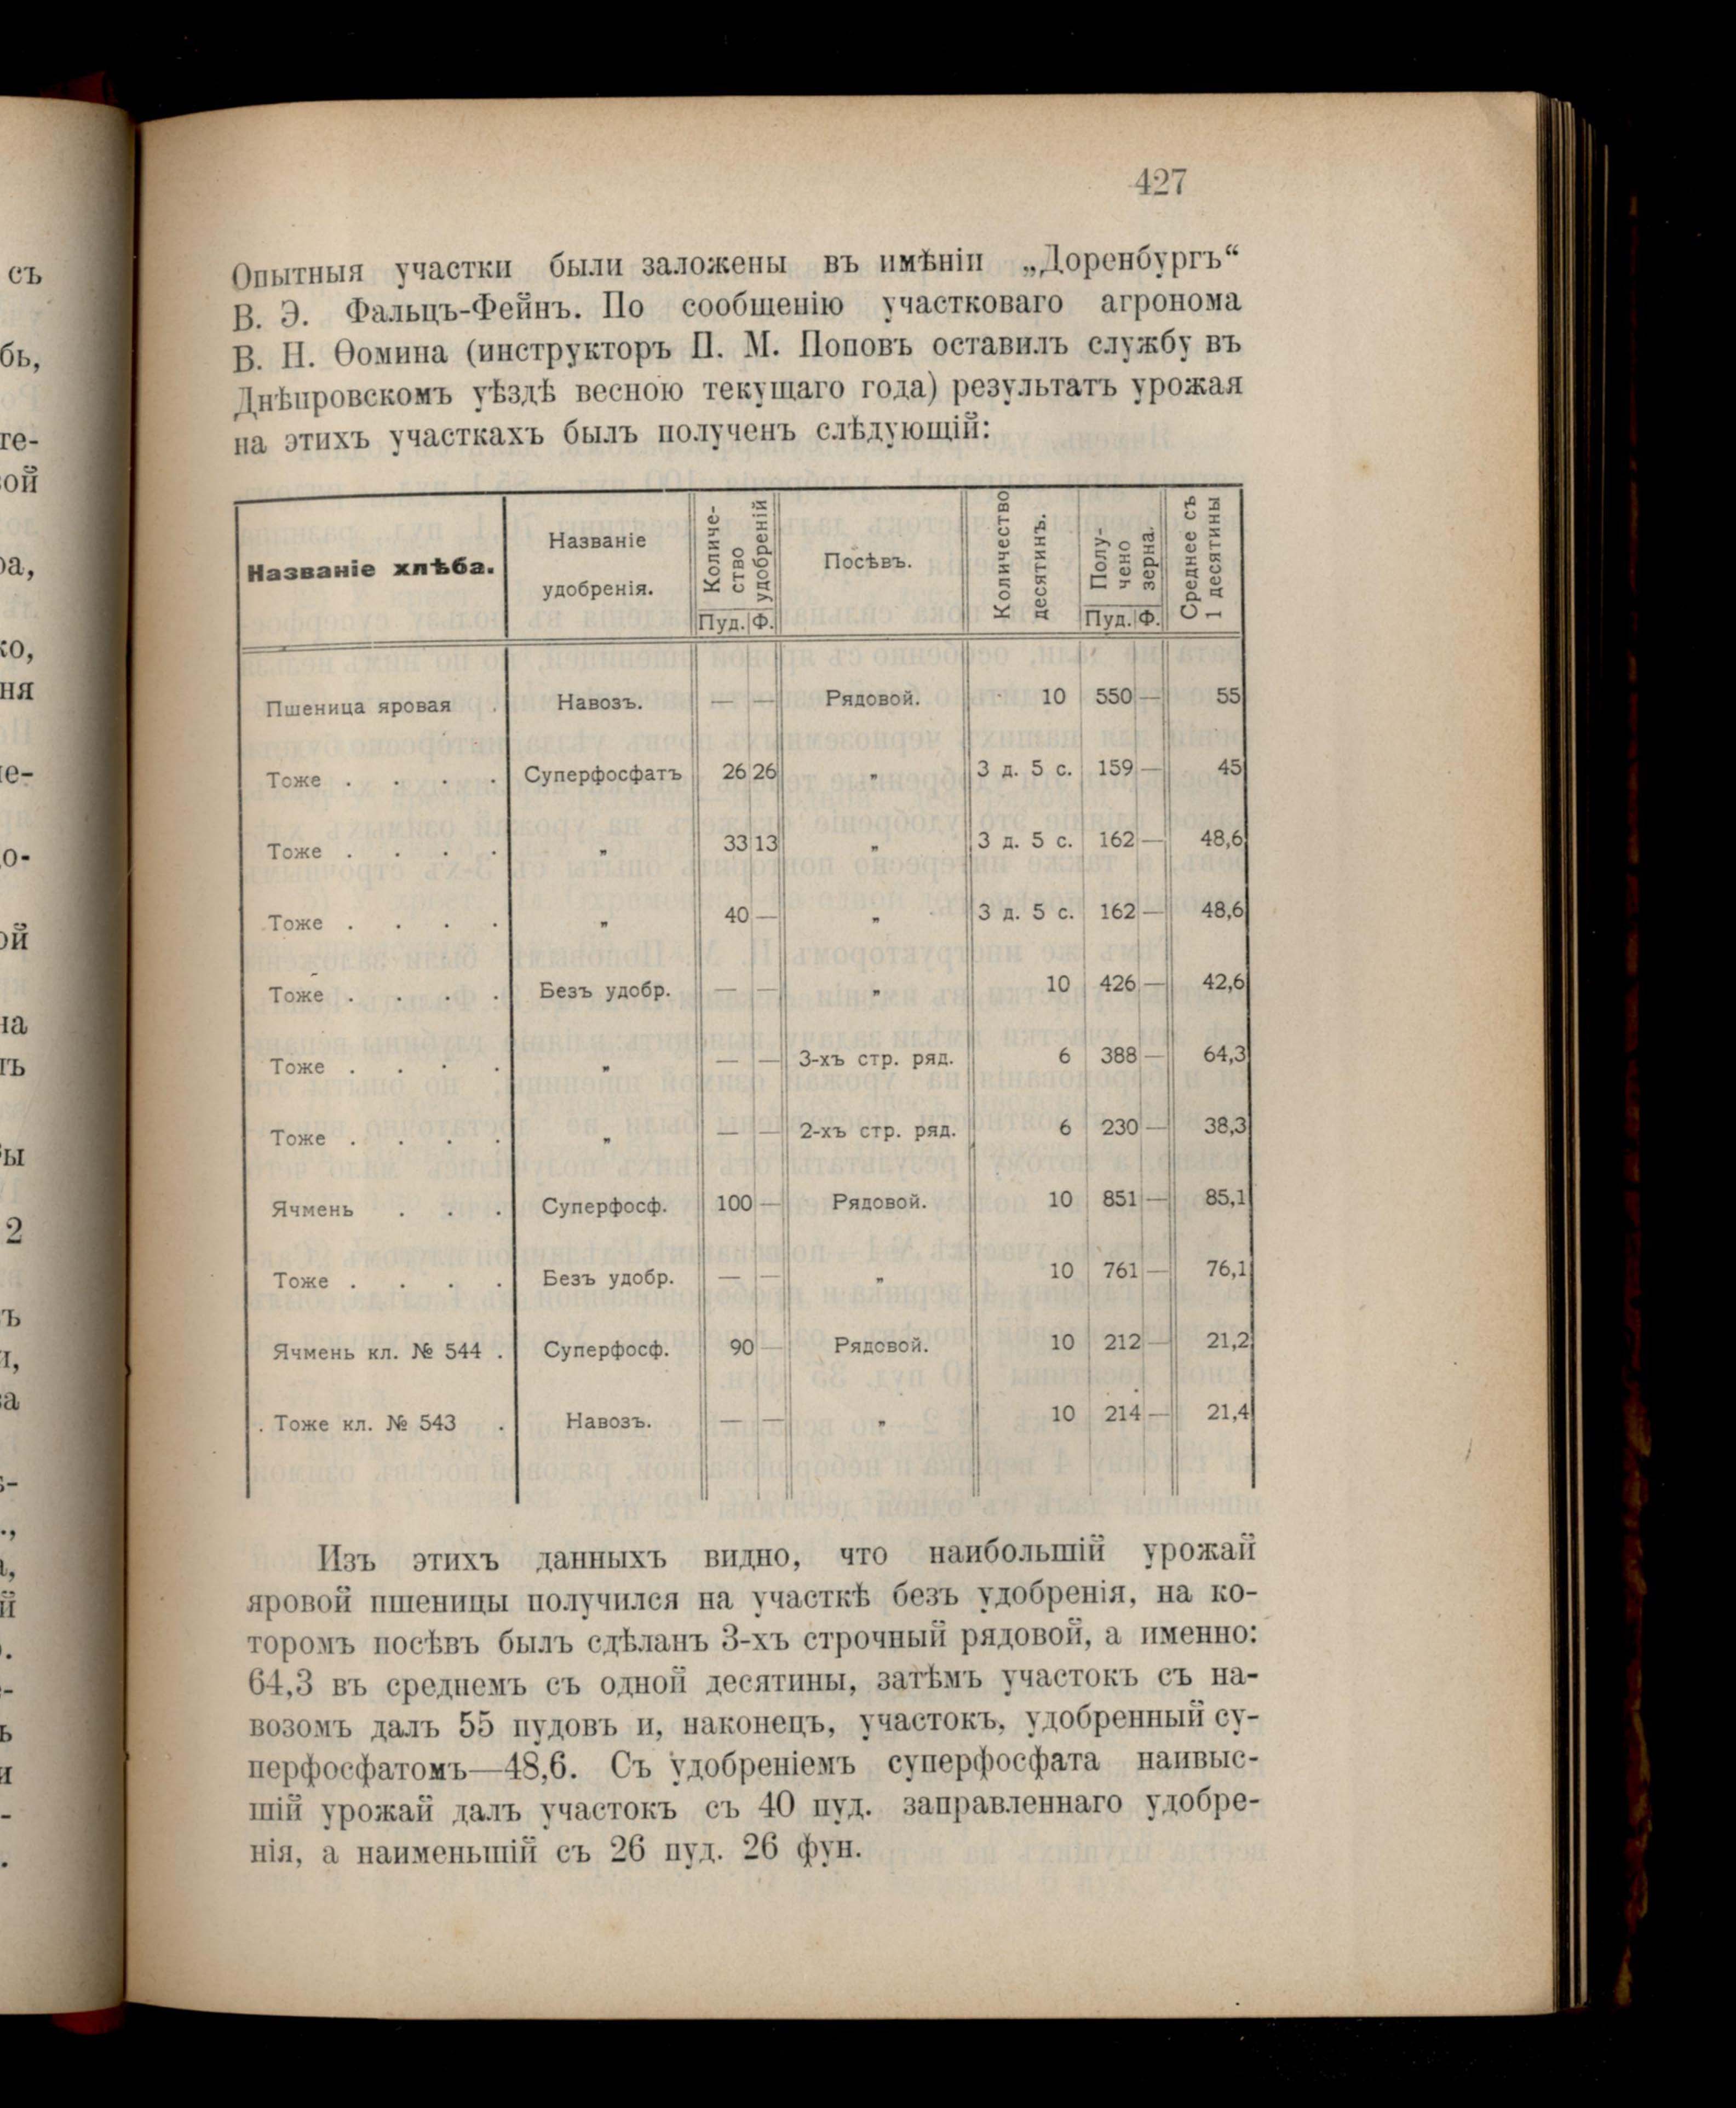 427
Опытныя участки были заложены въ имѣніи „Доренбургъ“
В. Э. Фальцъ-Фейнъ. По сообщенію участковаго агронома
В. Н. Ѳомина (инструкторъ П. М. Поповъ оставилъ службу въ
Днѣпровскомъ уѣздѣ весною текущаго года) результатъ урожая
на этихъ участкахъ былъ полученъ слѣдующій:
Названіе хлѣба. Названіе удобренія. Количе-ство удобреній Пуд. Ф. Посѣвъ. Количество десятинъ. Полу-чено зерна. Пуд. Ф. Среднее съ 1 десятины
Пшеница яровая . Навозъ. — — Рядовой. 10 550 — 55
Тоже . . . . Суперфосфатъ 26 26 „ 3 д. 5 с. 159 — 45
Тоже . . . . „ 33 13 „ 3 д. 5 с. 162 — 48,6
Тоже . . . . „ 40 — „ 3 д. 5 с. 162 — 48,6
Тоже . . . . Безъ удобр. — — „ 10 426 — 42,6
Тоже . . . . „ — — 3-хъ стр. ряд. 6 388 — 64,3
Тоже . . . . „ — — 2-хъ стр. ряд. 6 230 — 38,3
Ячмень . . . Суперфосф. 100 — Рядовой. 10 851 — 85,1
Тоже . . . . Безъ удобр. — — „ 10 761 — 76,1
Ячмень кл. № 544 . Суперфосф. 90 — Рядовой. 10 212 — 21,2
Тоже кл. № 543 . Навозъ. — — „ 10 214 — 21,4
Изъ этихъ данныхъ видно, что наибольшій урожай
яровой пшеницы получился на участкѣ безъ удобренія, на ко-
торомъ посѣвъ былъ сдѣланъ 3-хъ строчный рядовой, а именно:
64,3 въ среднемъ съ одной десятины, затѣмъ участокъ съ на-
возомъ далъ 55 пудовъ и, наконецъ, участокъ, удобренный су-
перфосфатомъ—48,6. Съ удобреніемъ суперфосфата наивыс-
шій урожай далъ участокъ съ 40 пуд. заправленнаго удобре-
нія, а наименьшій съ 26 пуд. 26 фун.